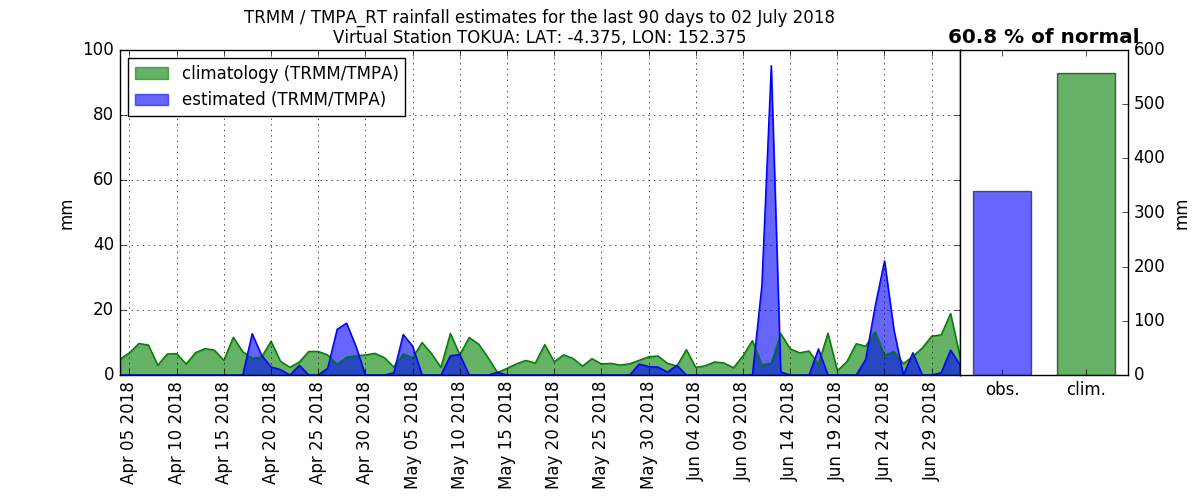 TRMM / TMPA_RT rainfall estimates for the last 90 days to 02 July 2018
Virtual Station TOKUA: LAT: -4.375, LON: 152.375
60.8 % of normal
climatology (TRMM/TMPA)
estimated (TRMM/TMPA)
mm
100
80
60
40
20
0
Apr 05 2018
Apr 10 2018
Apr 15 2018
Apr 20 2018
Apr 25 2018
Apr 30 2018
May 05 2018
May 10 2018
May 15 2018
May 20 2018
May 25 2018
May 30 2018
Jun 04 2018
Jun 09 2018
Jun 14 2018
Jun 19 2018
Jun 24 2018
Jun 29 2018
obs.
clim.
600
500
400
300
200
100
0
mm